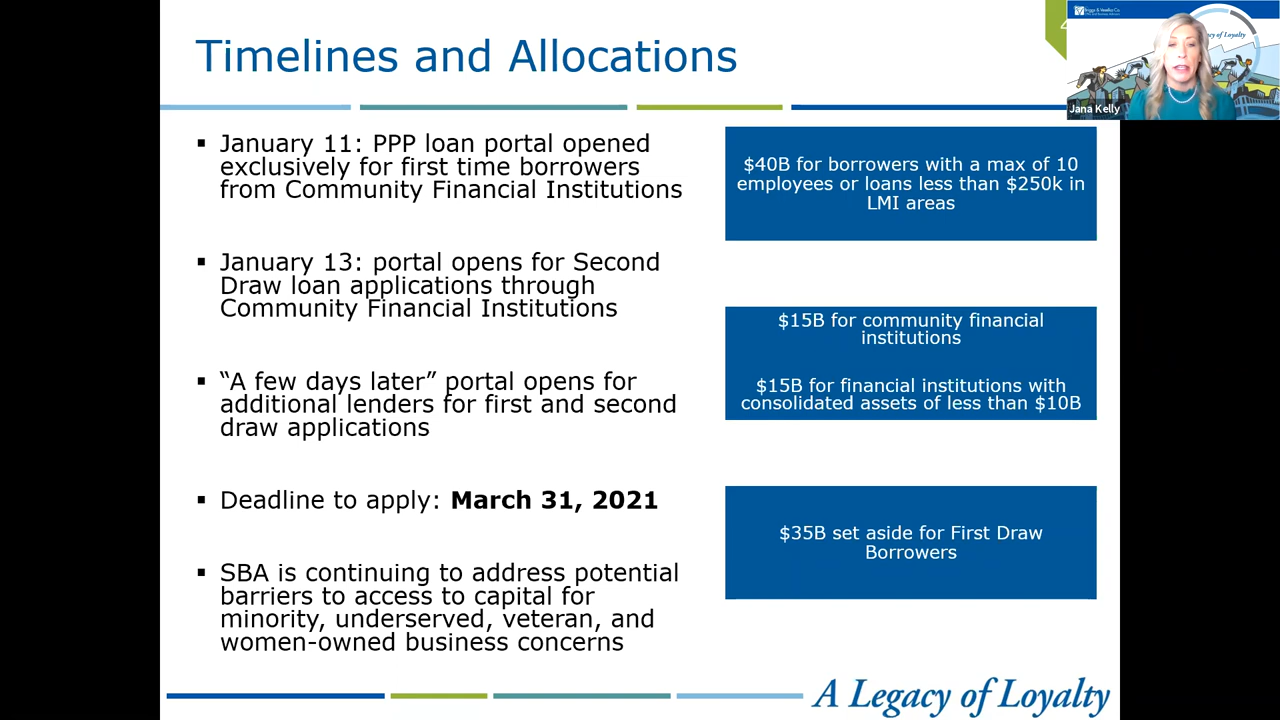 Timelines and Allocations
▪ January 11: PPP loan portal opened
exclusively for first time borrowers
from Community Financial Institutions
▪ January 13: portal opens for Second
Draw loan applications through
Community Financial Institutions
▪ “A few days later” portal opens for
additional lenders for first and second
draw applications
▪ Deadline to apply: March 31, 2021
▪ SBA is continuing to address potential
barriers to access to capital for
minority, underserved, veteran, and
women-owned business concerns
$40B for borrowers with a max of 10
employees or loans less than $250k in
LMI areas
$15B for community financial
institutions
$15B for financial institutions with
consolidated assets of less than $10B
$35B set aside for First Draw
Borrowers
A Legacy of Loyalty
Briggs & Veselka Co.
cy of Loyalty
Jana Kelly